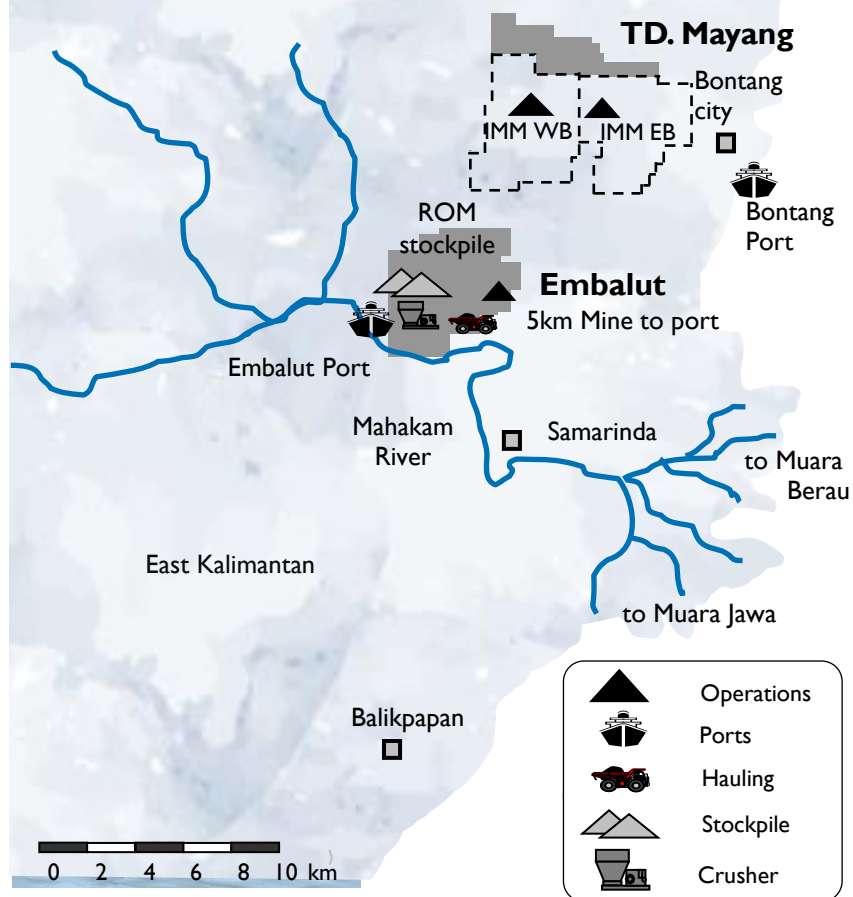 TD. Mayang
Bontang
city
IMM WB
IMM EB
Bontang
Port
ROM
stockpile
Embalut
5km Mine to port
Embalut Port
Mahakam
River
Samarinda
to Muara
Berau
East Kalimantan
to Muara Jawa
Balikpapan
Operations
Ports
Hauling
Stockpile
Crusher
0 2 4 6 8 10 km